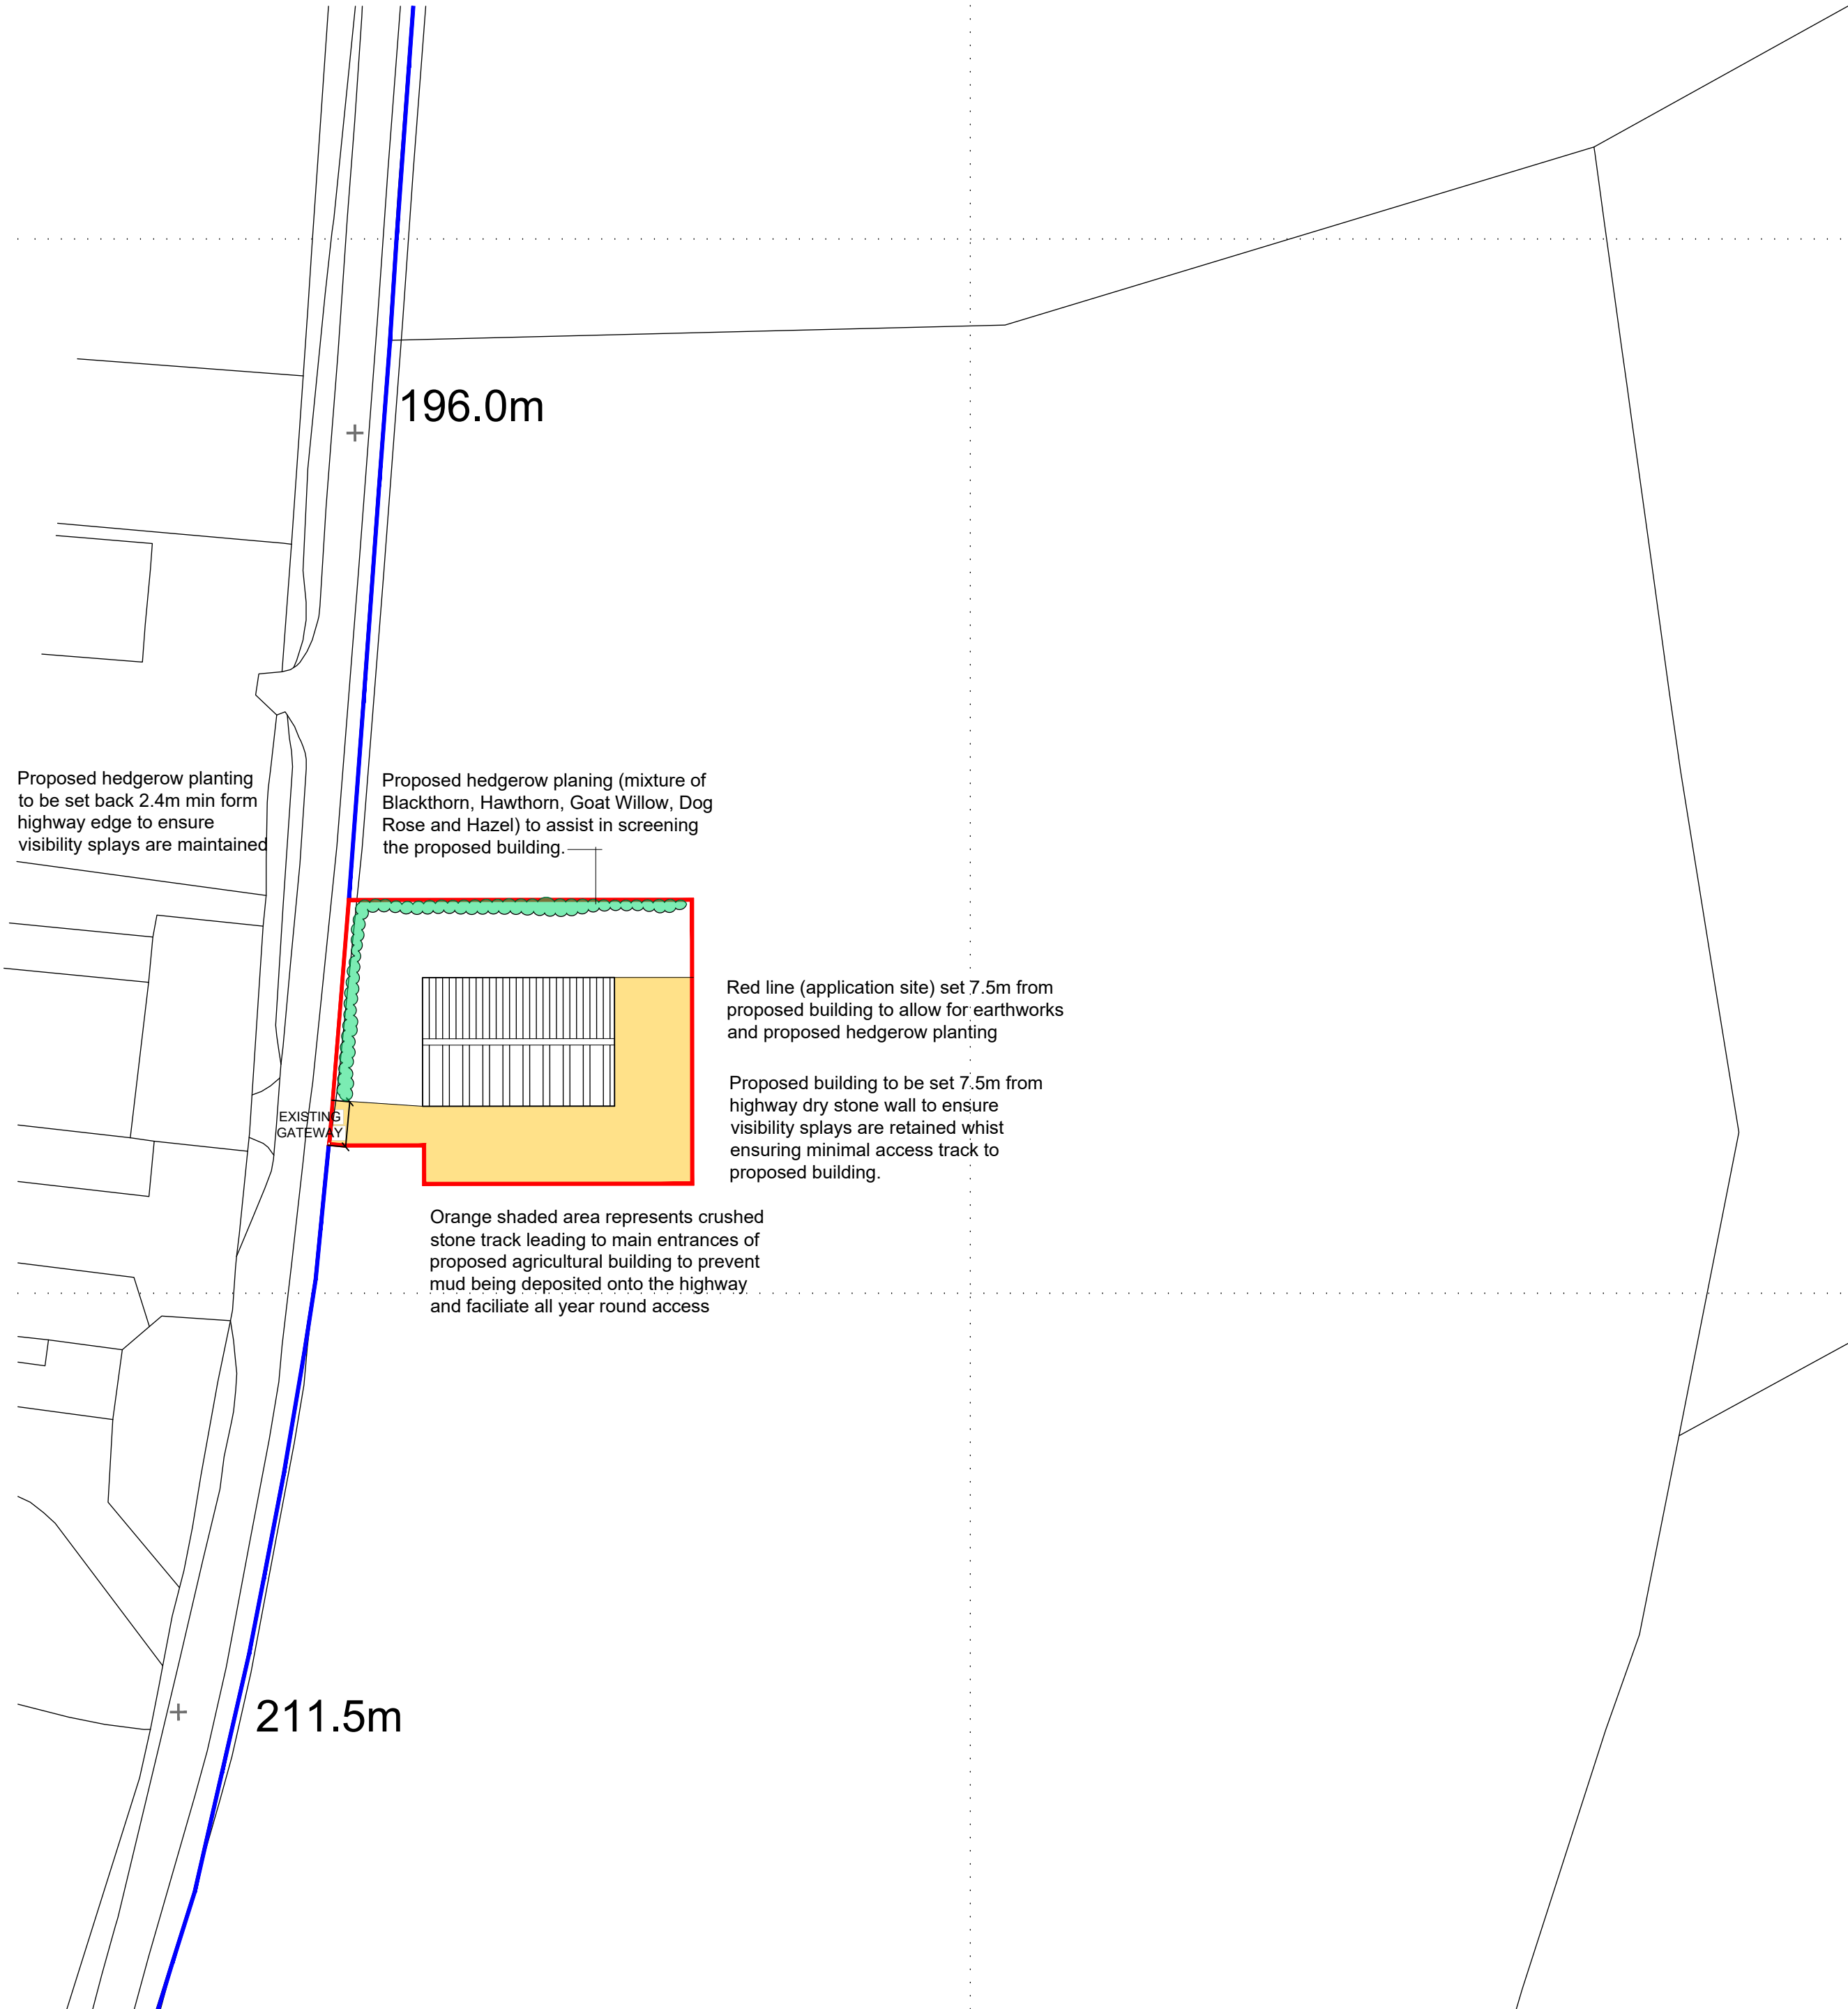 196.0m
Proposed hedgerow planting
to be set back 2.4m min form
highway edge to ensure
visibility splays are maintained
Proposed hedgerow planing (mixture of
Blackthorn, Hawthorn, Goat Willow, Dog
Rose and Hazel) to assist in screening
the proposed building.
Red line (application site) set 7.5m from
proposed building to allow for earthworks
and proposed hedgerow planting
Proposed building to be set 7.5m from
highway dry stone wall to ensure
visibility splays are retained whist
ensuring minimal access track to
proposed building.
EXISTING
GATEWAY
Orange shaded area represents crushed
stone track leading to main entrances of
proposed agricultural building to prevent
mud being deposited onto the highway
and faciliate all year round access
211.5m